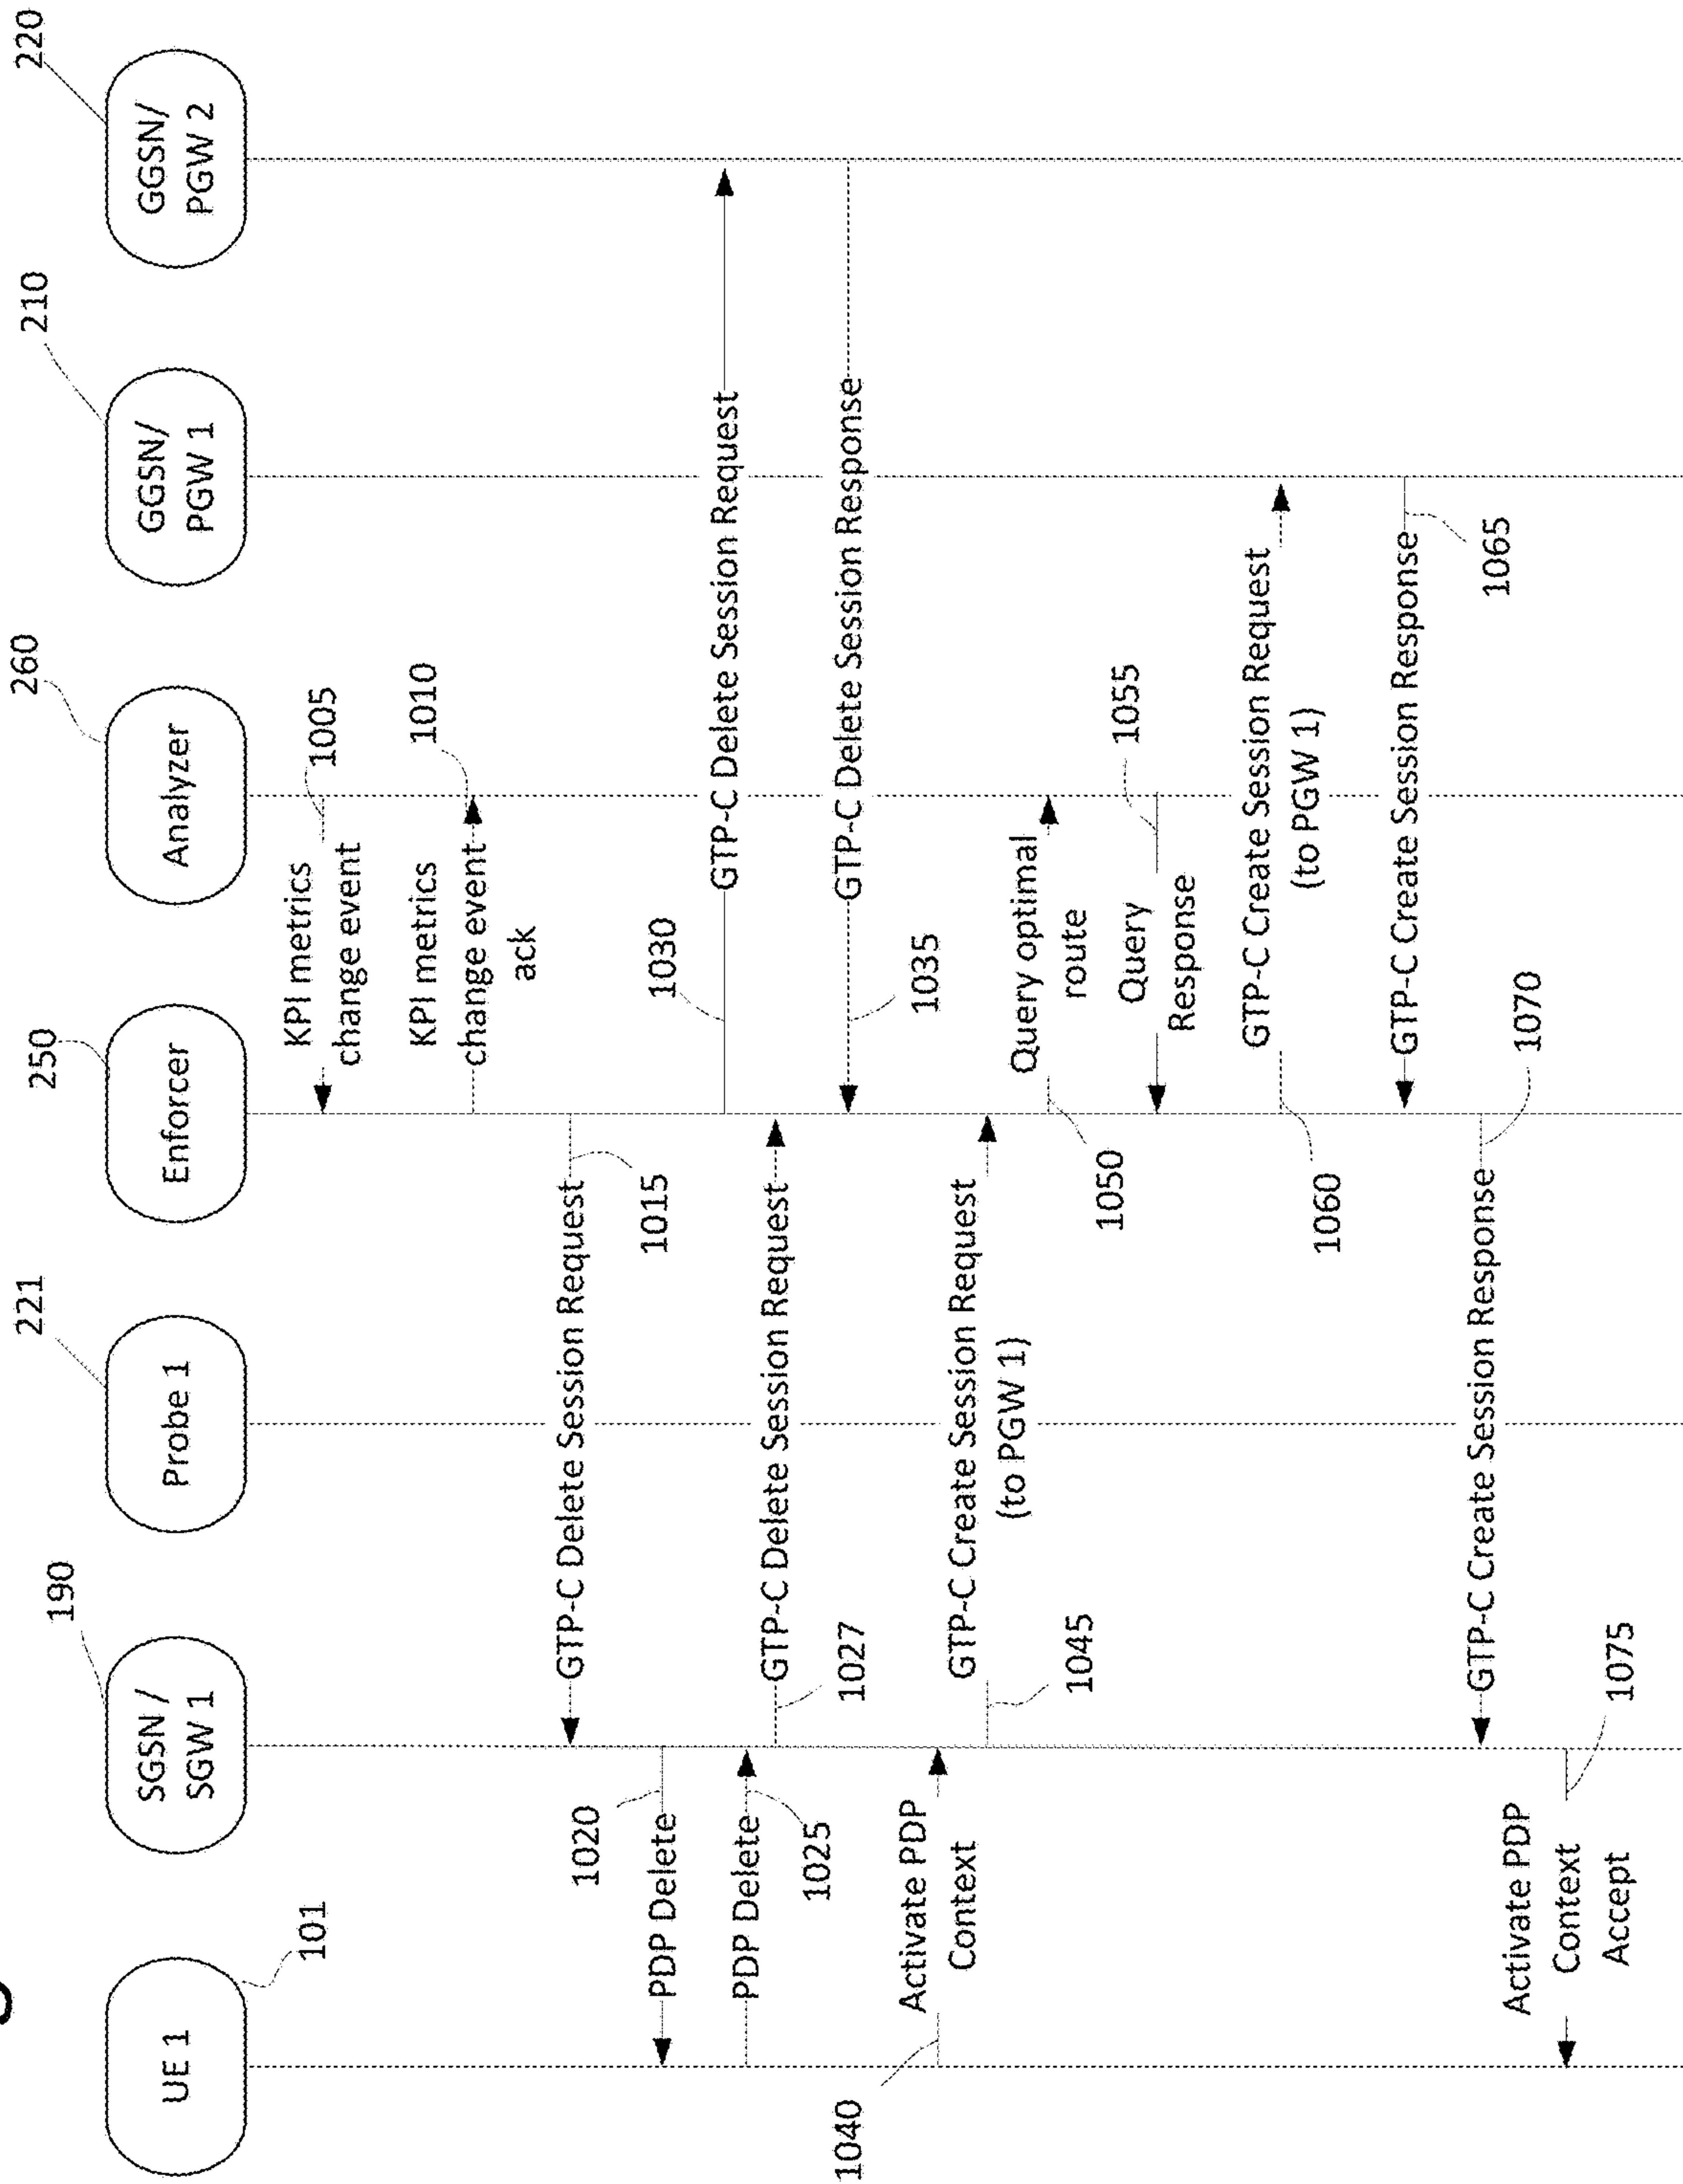 101
UE 1
190
SGSN /
SGW 1
221
Probe 1
250
Enforcer
260
Analyzer
210
GGSN/
PGW 1
220
GGSN/
PGW 2
KPI metrics
change event
1005
KPI metrics
change event
ack
1010
GTP-C Delete Session Request
1015
1020
PDP Delete
1030
GTP-C Delete Session Request
PDP Delete
1025
GTP-C Delete Session Request
1027
GTP-C Delete Session Response
1035
1040
Activate PDP
Context
GTP-C Create Session Request
(to PGW 1)
1045
Query optimal
route
1050
Query
Response
1055
GTP-C Create Session Request
(to PGW 1)
1060
GTP-C Create Session Response
1065
GTP-C Create Session Response
1070
Activate PDP
Context
Accept
1075